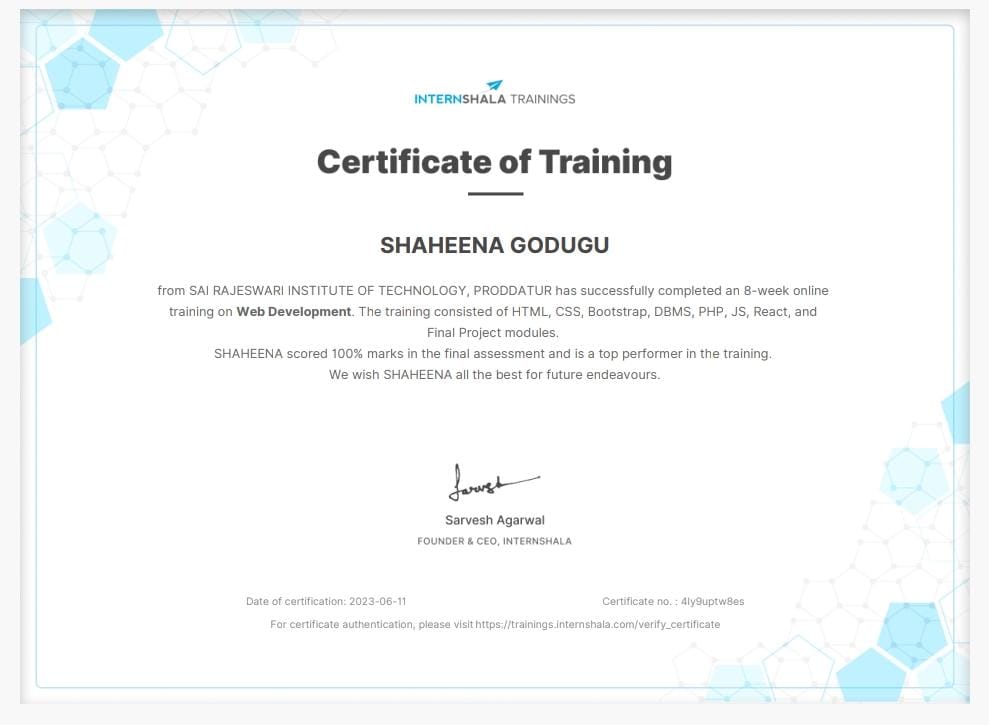 INTERNSHALA TRAININGS
Certificate of Training
SHAHEENA GODUGU
from SAI RAJESWARI INSTITUTE OF TECHNOLOGY, PRODDATUR has successfully completed an 8-week online
training on Web Development. The training consisted of HTML, CSS, Bootstrap, DBMS, PHP, JS, React, and
Final Project modules.
SHAHEENA scored 100% marks in the final assessment and is a top performer in the training.
We wish SHAHEENA all the best for future endeavours.
Sarvesh
Sarvesh Agarwal
FOUNDER & CEO, INTERNSHALA
Date of certification: 2023-06-11 Certificate no. : 4ly9uptw8es
For certificate authentication, please visit https://trainings.internshala.com/verify_certificate